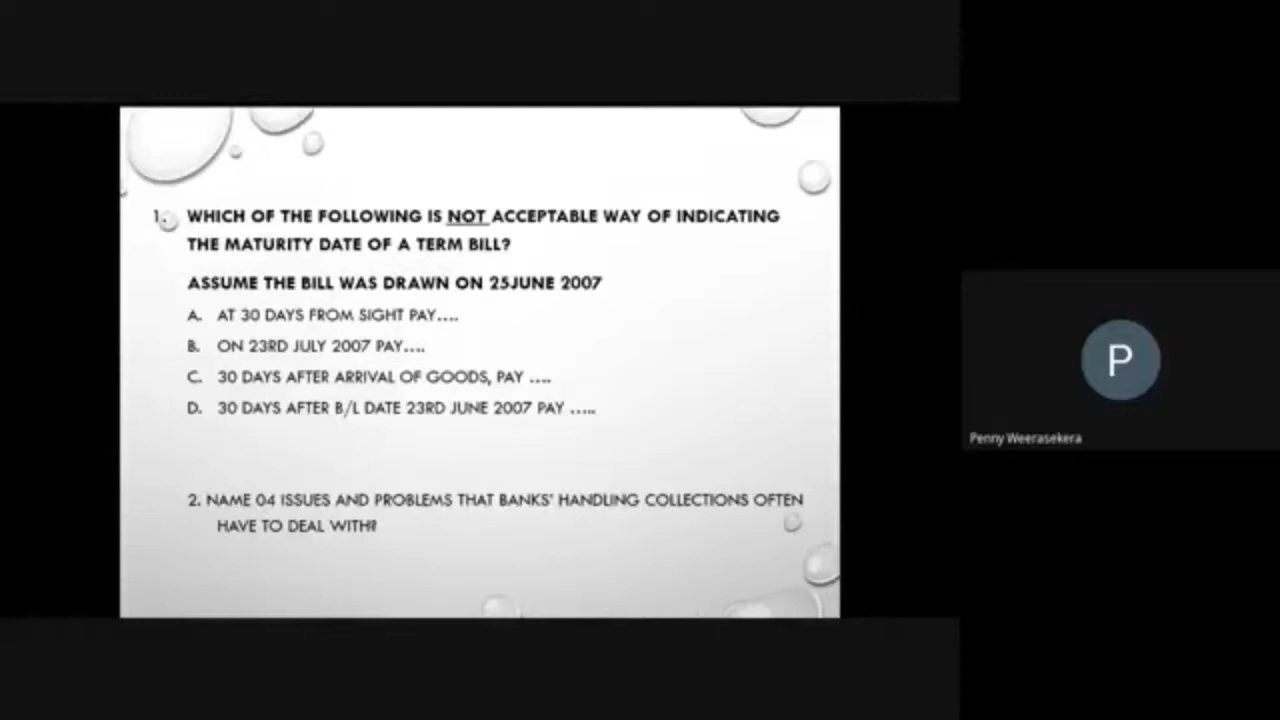 1. WHICH OF THE FOLLOWING IS NOT ACCEPTABLE WAY OF INDICATING
THE MATURITY DATE OF A TERM BILL?
ASSUME THE BILL WAS DRAWN ON 25JUNE 2007
A. AT 30 DAYS FROM SIGHT PAY....
B. ON 23RD JULY 2007 PAY....
C. 30 DAYS AFTER ARRIVAL OF GOODS, PAY ....
D. 30 DAYS AFTER B/L DATE 23RD JUNE 2007 PAY .....
2. NAME 04 ISSUES AND PROBLEMS THAT BANKS' HANDLING COLLECTIONS OFTEN
HAVE TO DEAL WITH?
P
Penny Weerasekera